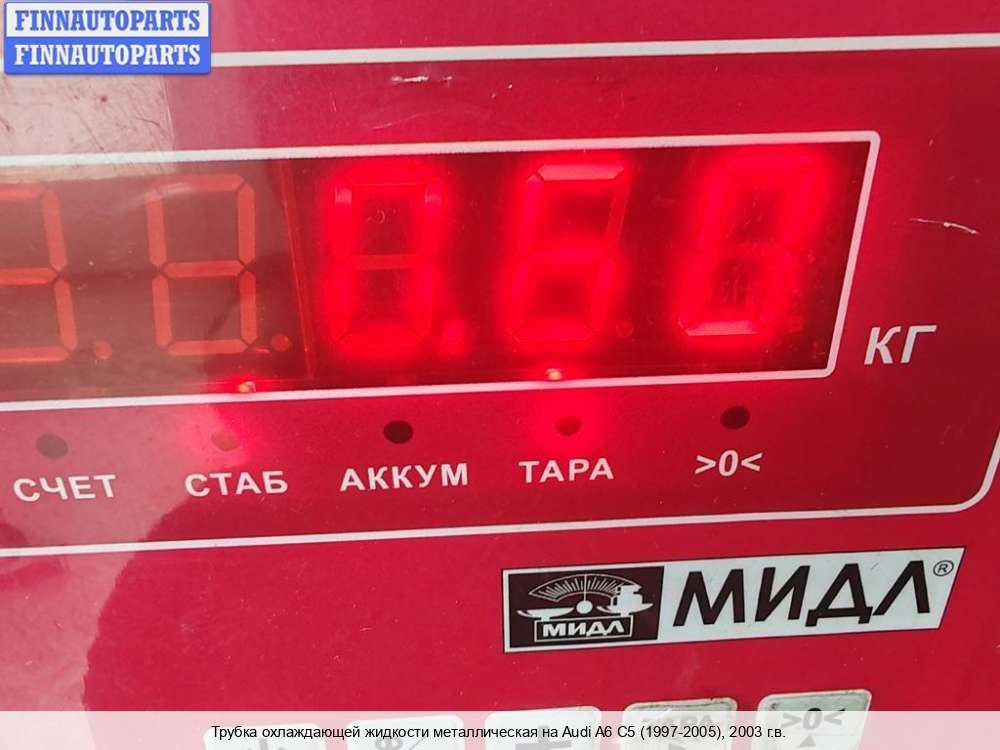 FINNAUTOPARTS
FINNAUTOPARTS
0.60
КГ
СЧЕТ СТАБ АККУМ ТАРА >0<
МИДЛ МИДЛ®
>0<
Трубка охлаждающей жидкости металлическая на Audi A6 C5 (1997-2005), 2003 г.в.